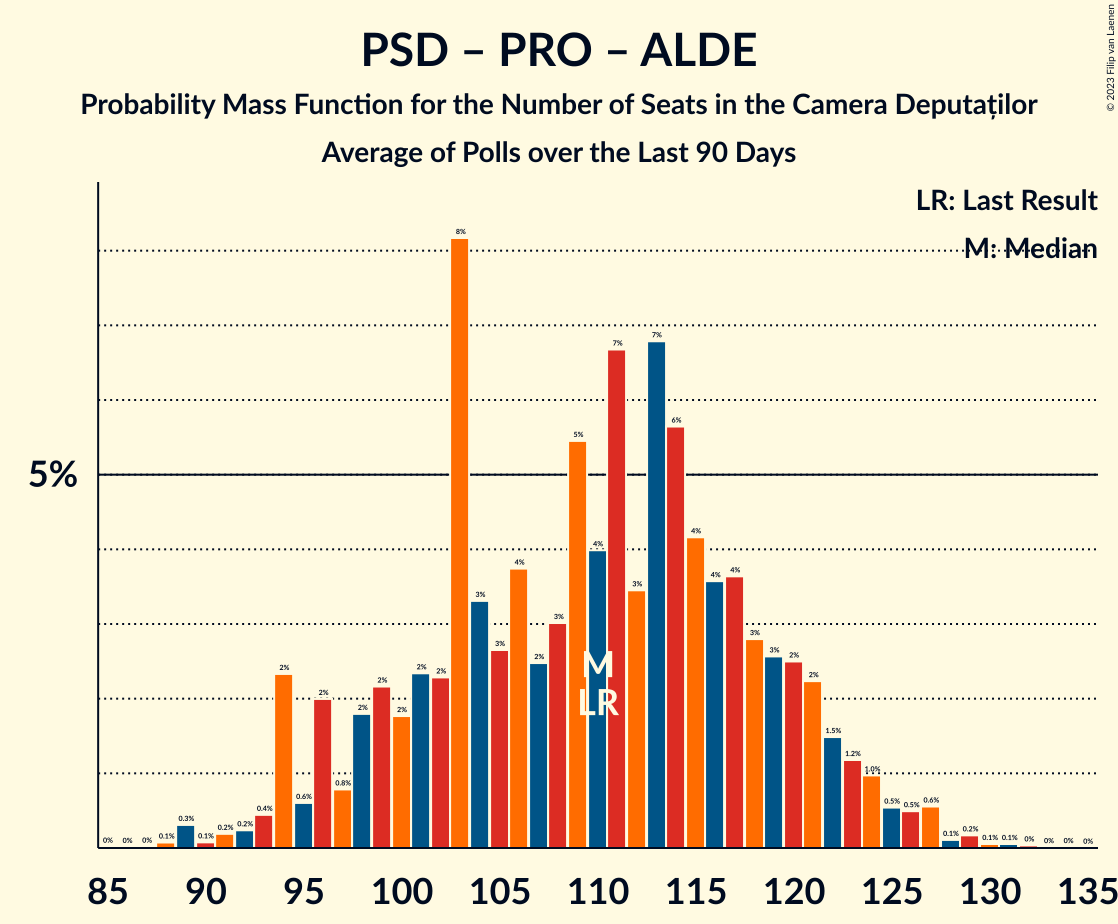 PSD – PRO – ALDE
Probability Mass Function for the Number of Seats in the Camera Deputaților
Average of Polls over the Last 90 Days
© 2023 Filip van Laenen
LR: Last Result
M: Median
5%
0% 0% 0% 0.1% 0.3% 0.1% 0.2% 0.2% 0.4% 2% 0.6% 2% 0.8% 2% 2% 2% 2% 2% 8% 3% 3% 4% 2% 3% 5% 4% 7% 3% 7% 6% 4% 4% 4% 3% 3% 2% 2% 1.5% 1.2% 1.0% 0.5% 0.5% 0.6% 0.1% 0.2% 0.1% 0.1% 0% 0% 0% 0%
M
LR
85 90 95 100 105 110 115 120 125 130 135